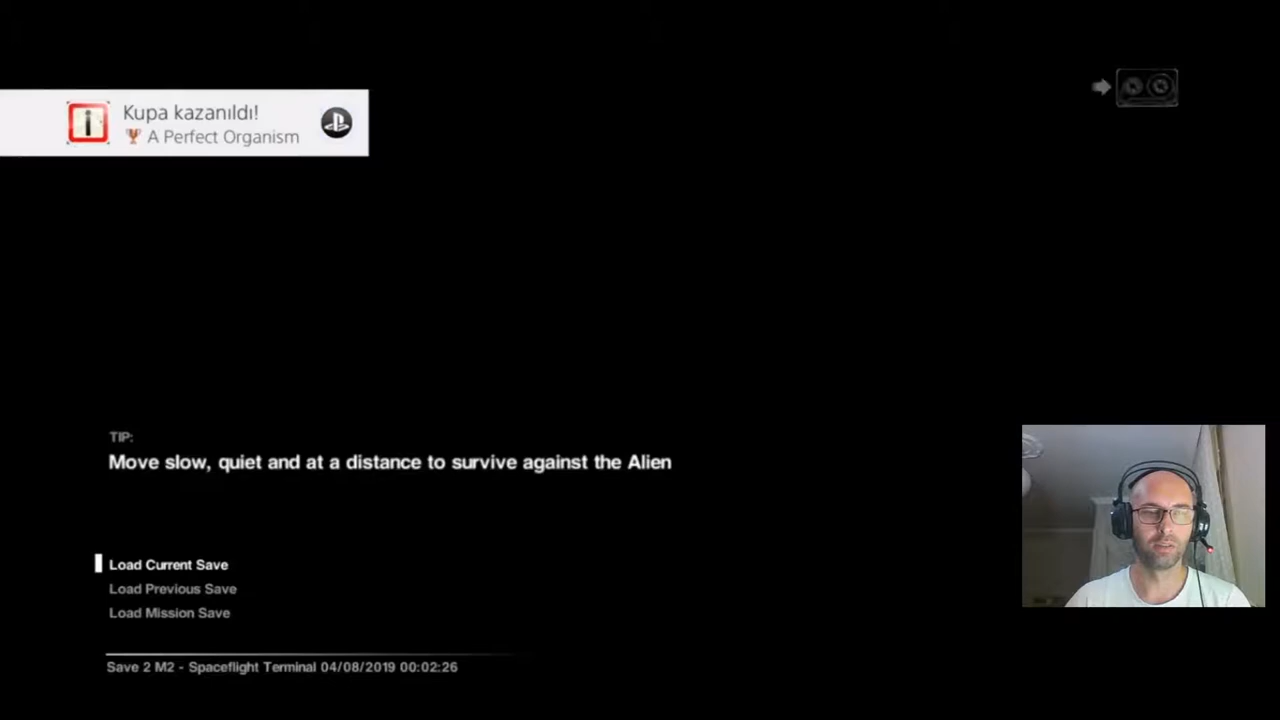 Kupa kazanıldı!
A Perfect Organism
TIP:
Move slow, quiet and at a distance to survive against the Alien
Load Current Save
Load Previous Save
Load Mission Save
Save 2 M2 - Spaceflight Terminal 04/08/2019 00:02:26